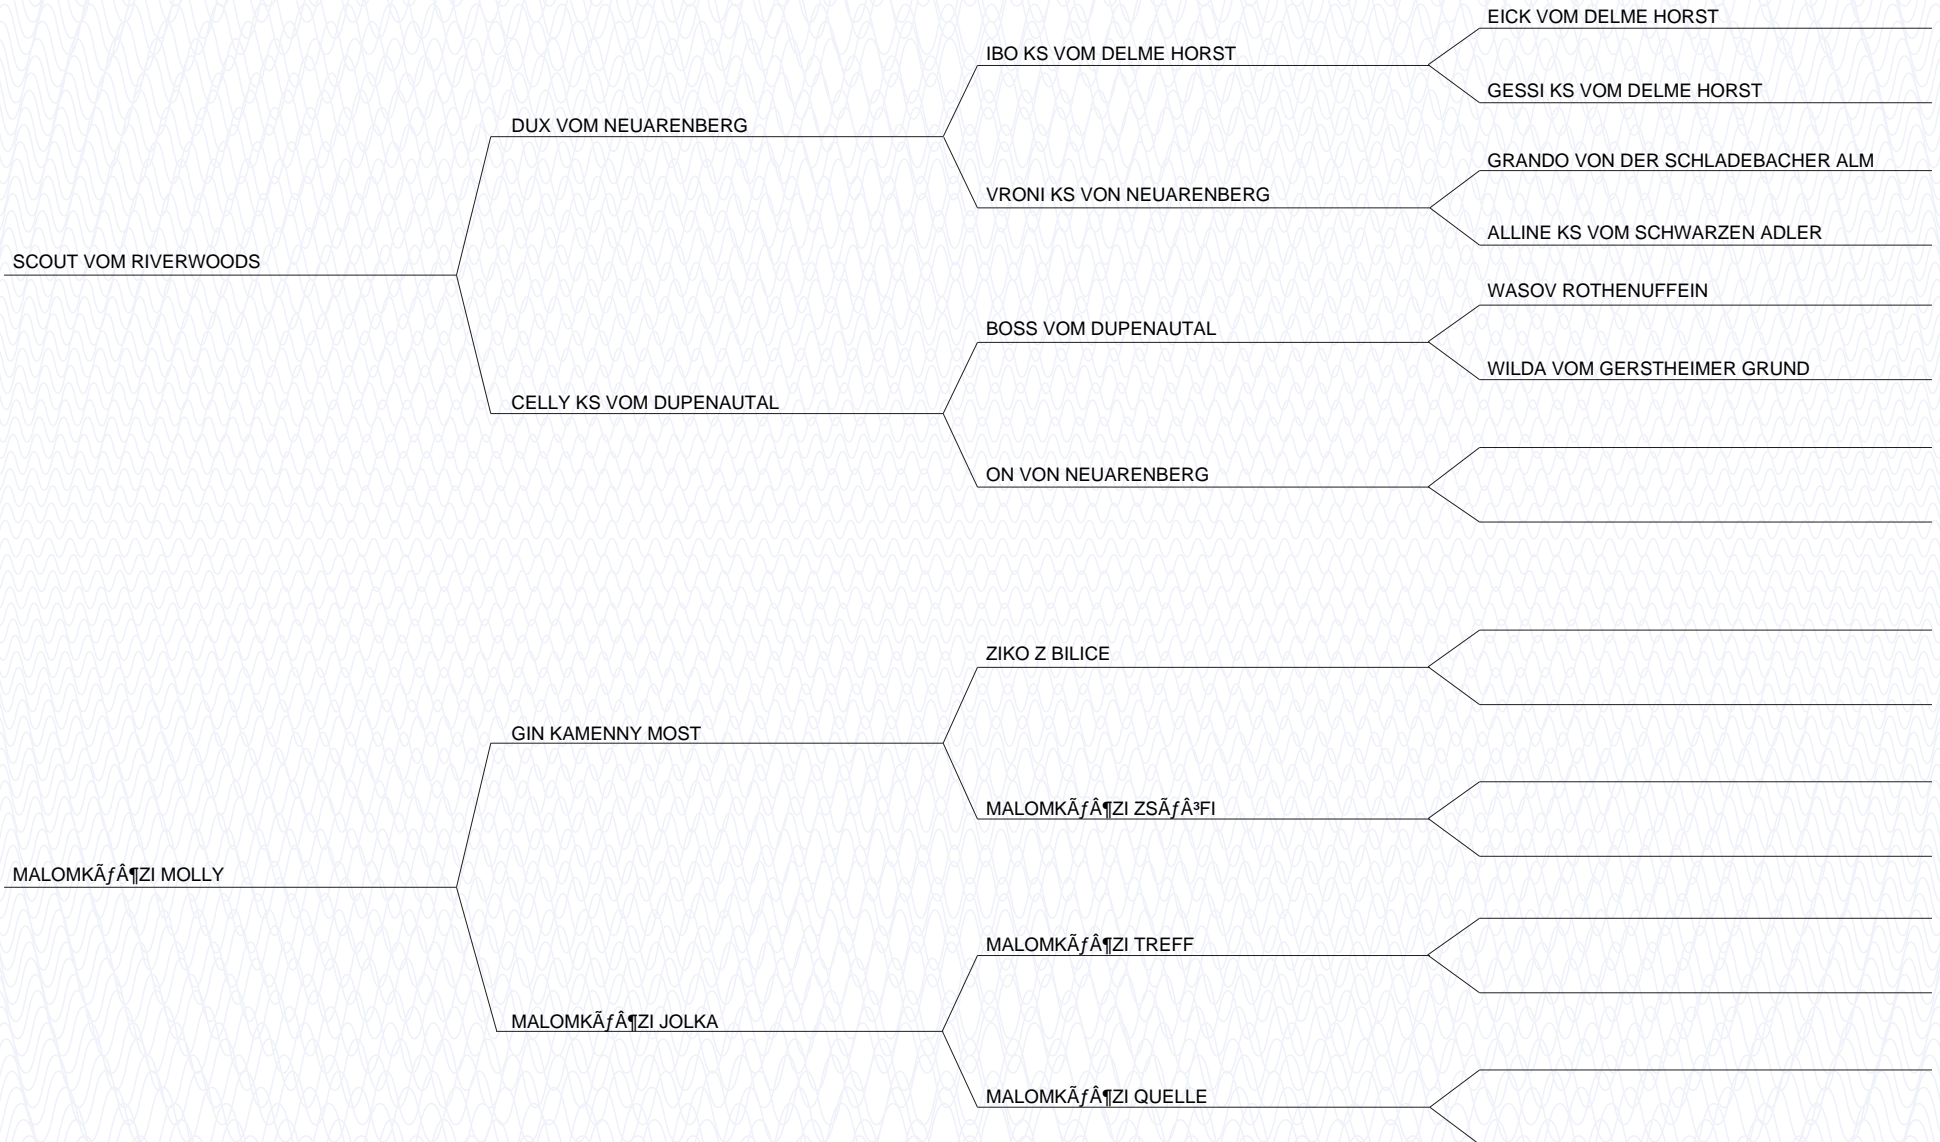 EICK VOM DELME HORST
IBO KS VOM DELME HORST
GESSI KS VOM DELME HORST
DUX VOM NEUARENBERG
GRANDO VON DER SCHLADEBACHER ALM
VRONI KS VON NEUARENBERG
ALLINE KS VOM SCHWARZEN ADLER
SCOUT VOM RIVERWOODS
WASOV ROTHENUFFEIN
BOSS VOM DUPENAUTAL
WILDA VOM GERSTHEIMER GRUND
CELLY KS VOM DUPENAUTAL
ON VON NEUARENBERG
ZIKO Z BILICE
GIN KAMENNY MOST
MALOMKÃƒÂ¶ZI ZSÃƒÂ³FI
MALOMKÃƒÂ¶ZI MOLLY
MALOMKÃƒÂ¶ZI TREFF
MALOMKÃƒÂ¶ZI JOLKA
MALOMKÃƒÂ¶ZI QUELLE